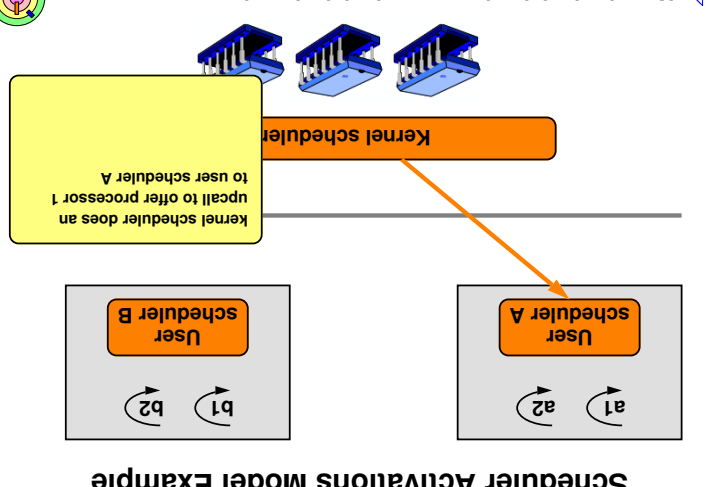 Scheduler Activations Model Example
a1
a2
b1
b2
User
scheduler A
User
scheduler B
kernel scheduler does an
upcall to offer processor 1
to user scheduler A
Kernel scheduler